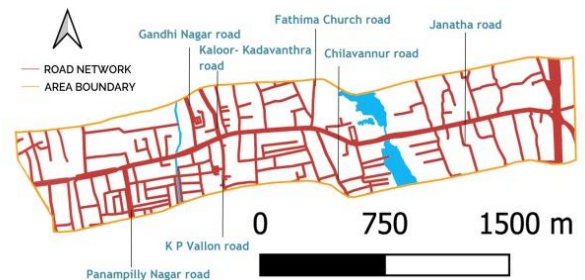 Fathima Church road
Gandhi Nagar road
Janatha road
Kaloor- Kadavanthra
road
Chilavannur road
ROAD NETWORK
AREA BOUNDARY
0 750 1500 m
K P Vallon road
Panampilly Nagar road